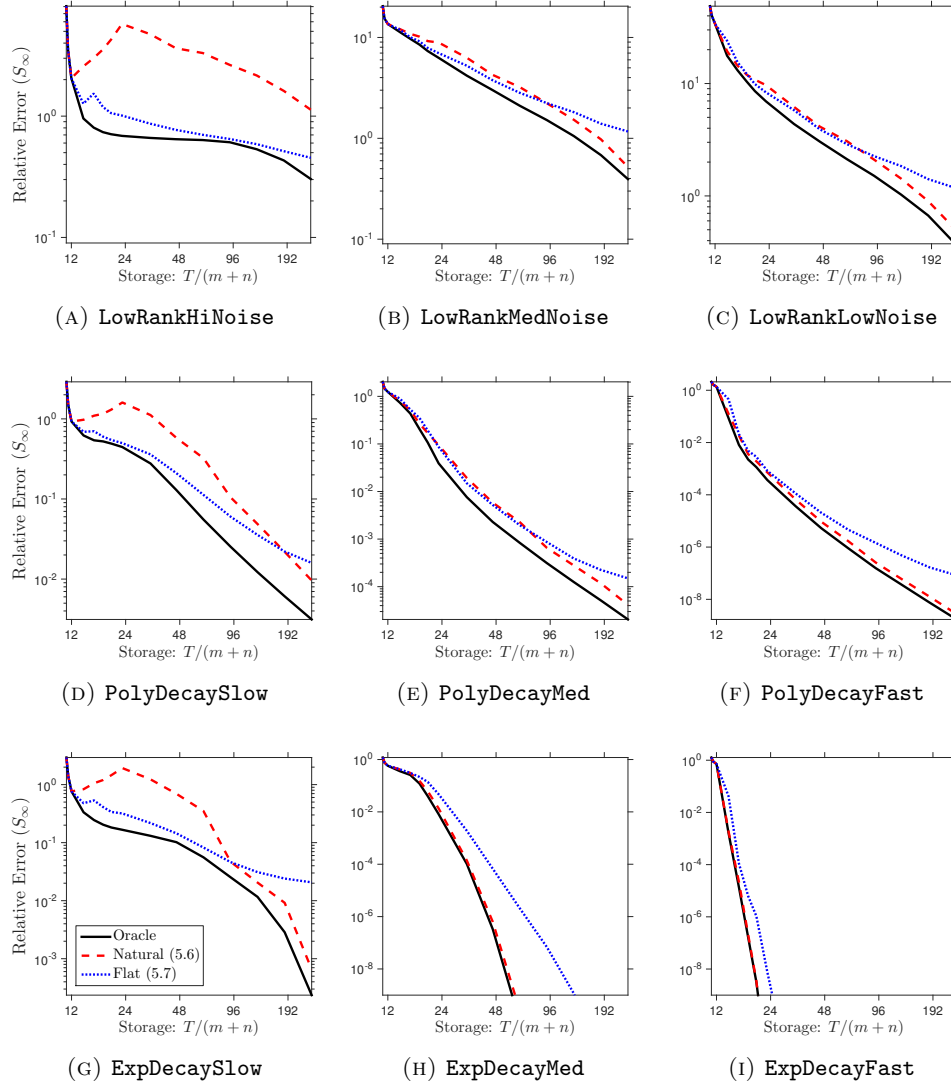 Relative Error (S∞)
10^0
10^-1
12 24 48 96 192
Storage: T/(m + n)
(A) LowRankHiNoise
10^1
10^0
10^-1
12 24 48 96 192
Storage: T/(m + n)
(B) LowRankMedNoise
10^1
10^0
12 24 48 96 192
Storage: T/(m + n)
(C) LowRankLowNoise
Relative Error (S∞)
10^0
10^-1
10^-2
12 24 48 96 192
Storage: T/(m + n)
(D) PolyDecaySlow
10^0
10^-1
10^-2
10^-3
10^-4
12 24 48 96 192
Storage: T/(m + n)
(E) PolyDecayMed
10^0
10^-2
10^-4
10^-6
10^-8
12 24 48 96 192
Storage: T/(m + n)
(F) PolyDecayFast
Relative Error (S∞)
10^0
10^-1
10^-2
10^-3
Oracle
Natural (5.6)
Flat (5.7)
12 24 48 96 192
Storage: T/(m + n)
(G) ExpDecaySlow
10^0
10^-2
10^-4
10^-6
10^-8
12 24 48 96 192
Storage: T/(m + n)
(H) ExpDecayMed
10^0
10^-2
10^-4
10^-6
10^-8
12 24 48 96 192
Storage: T/(m + n)
(I) ExpDecayFast